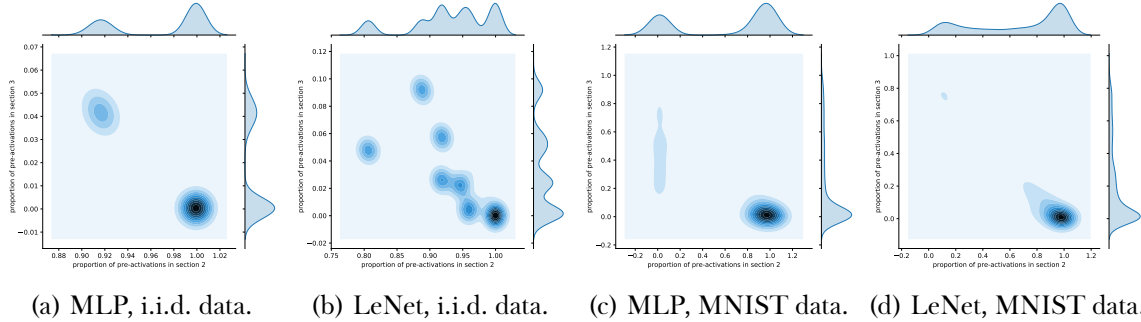 0.07
0.06
0.05
0.04
0.03
0.02
0.01
0.00
−0.01
proportion of pre-activations in section 3
0.88 0.90 0.92 0.94 0.96 0.98 1.00 1.02
proportion of pre-activations in section 2
(a) MLP, i.i.d. data.
0.12
0.10
0.08
0.06
0.04
0.02
0.00
−0.02
proportion of pre-activations in section 3
0.75 0.80 0.85 0.90 0.95 1.00
proportion of pre-activations in section 2
(b) LeNet, i.i.d. data.
1.2
1.0
0.8
0.6
0.4
0.2
0.0
−0.2
proportion of pre-activations in section 3
−0.2 0.0 0.2 0.4 0.6 0.8 1.0 1.2
proportion of pre-activations in section 2
(c) MLP, MNIST data.
1.0
0.8
0.6
0.4
0.2
0.0
proportion of pre-activations in section 3
−0.2 0.0 0.2 0.4 0.6 0.8 1.0 1.2
proportion of pre-activations in section 2
(d) LeNet, MNIST data.